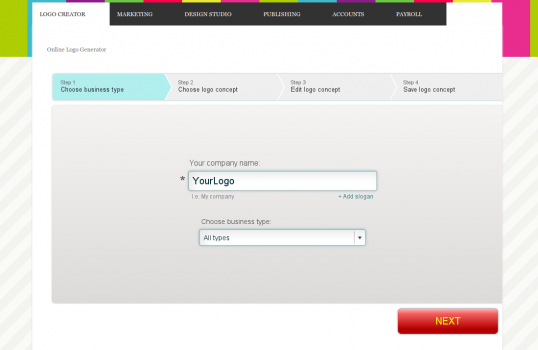 LOGO CREATOR MARKETING DESIGN STUDIO PUBLISHING ACCOUNTS PAYROLL
Online Logo Generator
Step 1
Choose business type
Step 2
Choose logo concept
Step 3
Edit logo concept
Step 4
Save logo concept
Your company name:
* YourLogo
i.e. My company + Add slogan
Choose business type:
All types
NEXT